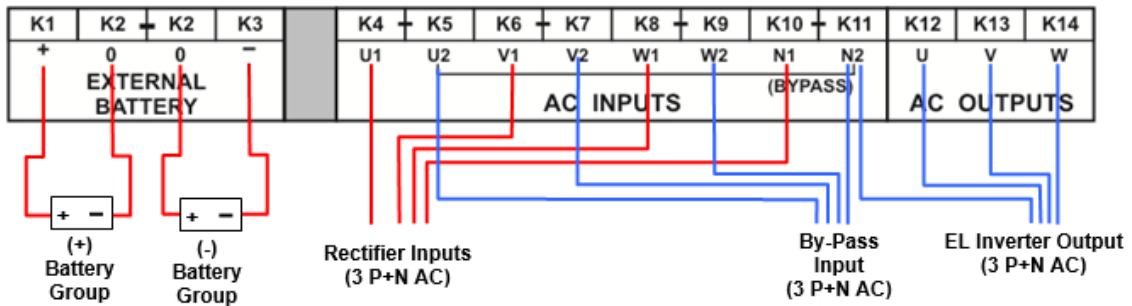 K1 K2 K2 K3 K4 K5 K6 K7 K8 K9 K10 K11 K12 K13 K14
+ 0 0 − U1 U2 V1 V2 W1 W2 N1 N2 U V W
EXTERNAL
BATTERY
AC INPUTS
(BYPASS)
AC OUTPUTS
+ −
+ −
(+)
Battery
Group
(-)
Battery
Group
Rectifier Inputs
(3 P+N AC)
By-Pass
Input
(3 P+N AC)
EL Inverter Output
(3 P+N AC)